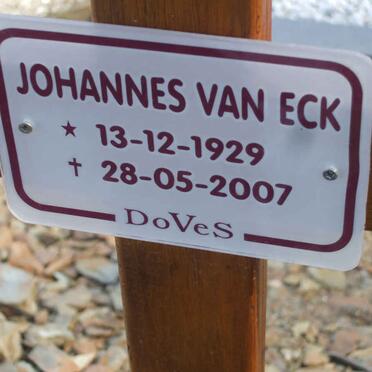 JOHANNES VAN ECK
★ 13-12-1929
✝ 28-05-2007
DoVeS